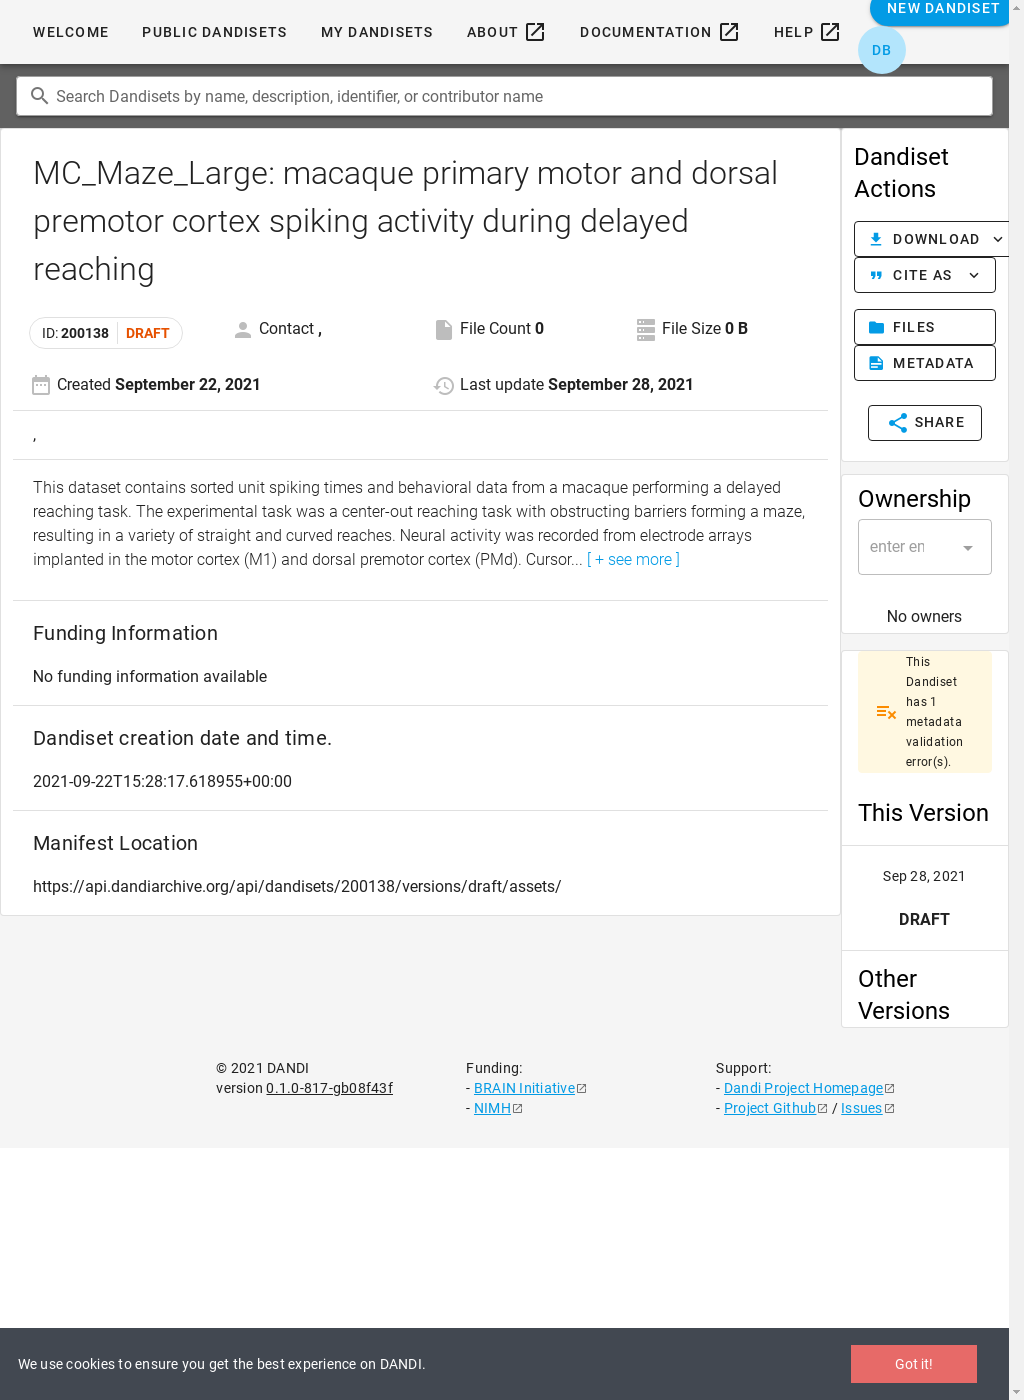 WELCOME PUBLIC DANDISETS MY DANDISETS ABOUT DOCUMENTATION HELP NEW DANDISET
DB
Search Dandisets by name, description, identifier, or contributor name
MC_Maze_Large: macaque primary motor and dorsal
premotor cortex spiking activity during delayed
reaching
ID: 200138 DRAFT Contact , File Count 0 File Size 0 B
Created September 22, 2021 Last update September 28, 2021
,
This dataset contains sorted unit spiking times and behavioral data from a macaque performing a delayed
reaching task. The experimental task was a center-out reaching task with obstructing barriers forming a maze,
resulting in a variety of straight and curved reaches. Neural activity was recorded from electrode arrays
implanted in the motor cortex (M1) and dorsal premotor cortex (PMd). Cursor... [ + see more ]
Funding Information
No funding information available
Dandiset creation date and time.
2021-09-22T15:28:17.618955+00:00
Manifest Location
https://api.dandiarchive.org/api/dandisets/200138/versions/draft/assets/
Dandiset
Actions
DOWNLOAD
CITE AS
FILES
METADATA
SHARE
Ownership
enter en
No owners
This
Dandiset
has 1
metadata
validation
error(s).
This Version
Sep 28, 2021
DRAFT
Other
Versions
© 2021 DANDI
version 0.1.0-817-gb08f43f
Funding:
- BRAIN Initiative
- NIMH
Support:
- Dandi Project Homepage
- Project Github / Issues
We use cookies to ensure you get the best experience on DANDI.
Got it!